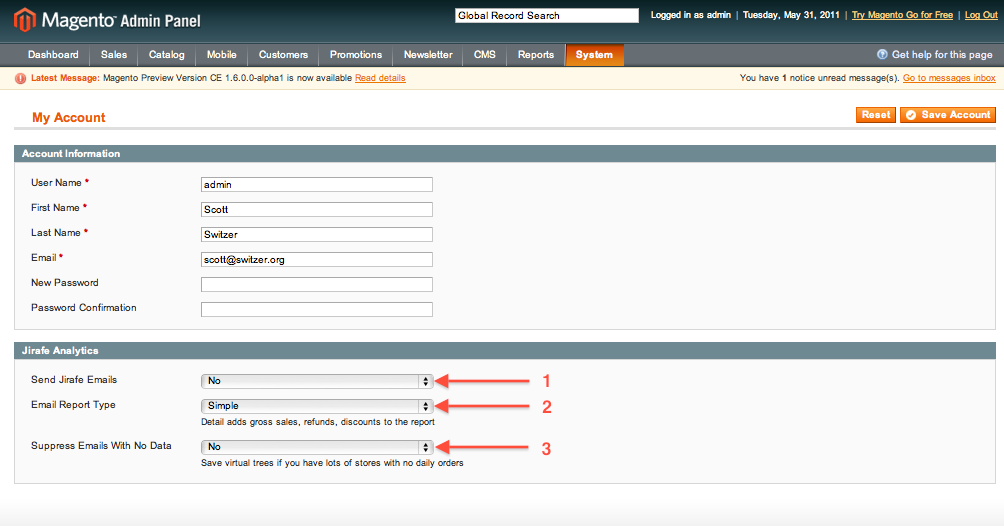 Magento™ Admin Panel
Global Record Search
Logged in as admin | Tuesday, May 31, 2011 | Try Magento Go for Free | Log Out
Dashboard Sales Catalog Mobile Customers Promotions Newsletter CMS Reports System
? Get help for this page
! Latest Message: Magento Preview Version CE 1.6.0.0-alpha1 is now available Read details
You have 1 notice unread message(s). Go to messages inbox
My Account
Reset Save Account
Account Information
User Name * admin
First Name * Scott
Last Name * Switzer
Email * scott@switzer.org
New Password
Password Confirmation
Jirafe Analytics
Send Jirafe Emails No 1
Email Report Type Simple 2
Detail adds gross sales, refunds, discounts to the report
Suppress Emails With No Data No 3
Save virtual trees if you have lots of stores with no daily orders